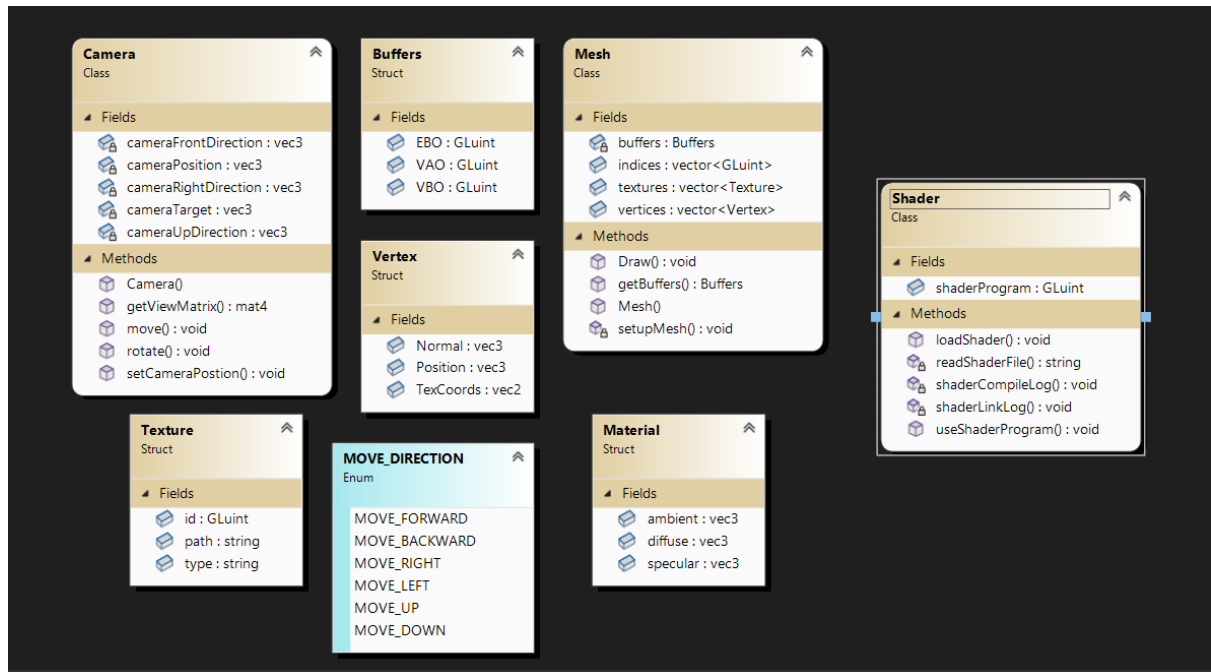 Camera
Class
Fields
cameraFrontDirection : vec3
cameraPosition : vec3
cameraRightDirection : vec3
cameraTarget : vec3
cameraUpDirection : vec3
Methods
Camera()
getViewMatrix() : mat4
move() : void
rotate() : void
setCameraPostion() : void
Buffers
Struct
Fields
EBO : GLuint
VAO : GLuint
VBO : GLuint
Mesh
Class
Fields
buffers : Buffers
indices : vector<GLuint>
textures : vector<Texture>
vertices : vector<Vertex>
Methods
Draw() : void
getBuffers() : Buffers
Mesh()
setupMesh() : void
Shader
Class
Fields
shaderProgram : GLuint
Methods
loadShader() : void
readShaderFile() : string
shaderCompileLog() : void
shaderLinkLog() : void
useShaderProgram() : void
Vertex
Struct
Fields
Normal : vec3
Position : vec3
TexCoords : vec2
Texture
Struct
Fields
id : GLuint
path : string
type : string
MOVE_DIRECTION
Enum
MOVE_FORWARD
MOVE_BACKWARD
MOVE_RIGHT
MOVE_LEFT
MOVE_UP
MOVE_DOWN
Material
Struct
Fields
ambient : vec3
diffuse : vec3
specular : vec3